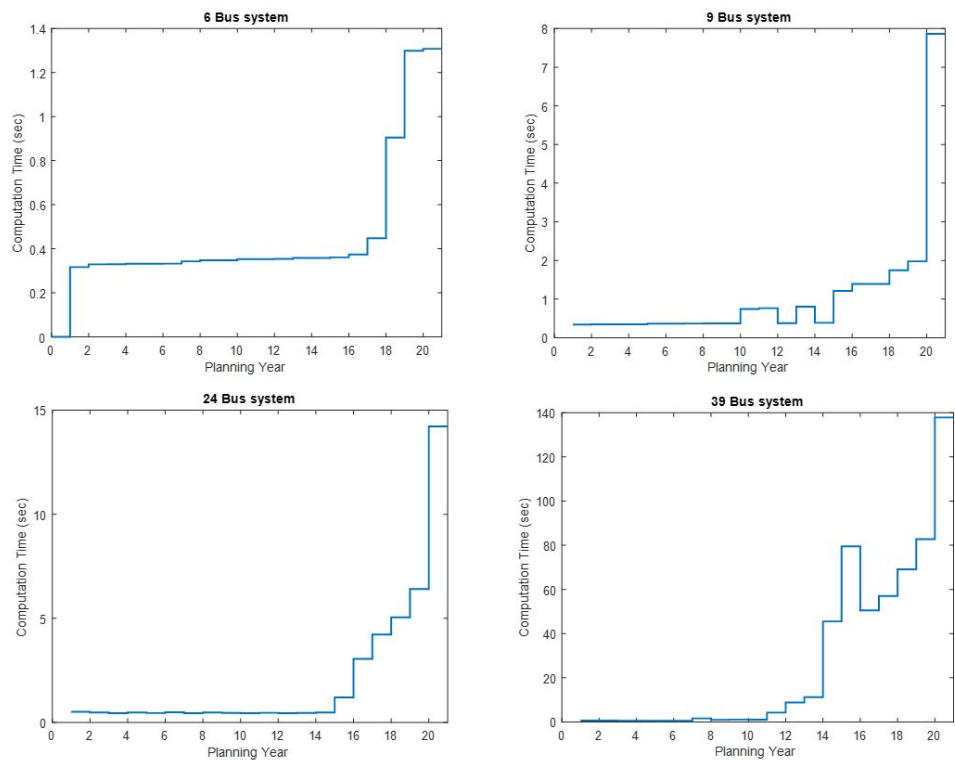 6 Bus system
1.4
1.2
1
0.8
0.6
0.4
0.2
0
Computation Time (sec)
0 2 4 6 8 10 12 14 16 18 20
Planning Year
9 Bus system
8
7
6
5
4
3
2
1
0
Computation Time (sec)
0 2 4 6 8 10 12 14 16 18 20
Planning Year
24 Bus system
15
10
5
0
Computation Time (sec)
0 2 4 6 8 10 12 14 16 18 20
Planning Year
39 Bus system
140
120
100
80
60
40
20
0
Computation Time (sec)
0 2 4 6 8 10 12 14 16 18 20
Planning Year